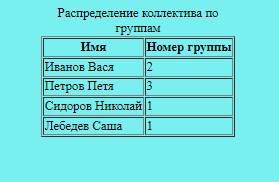 Распределение коллектива по
группам
Имя Номер группы
Иванов Вася 2
Петров Петя 3
Сидоров Николай 1
Лебедев Саша 1